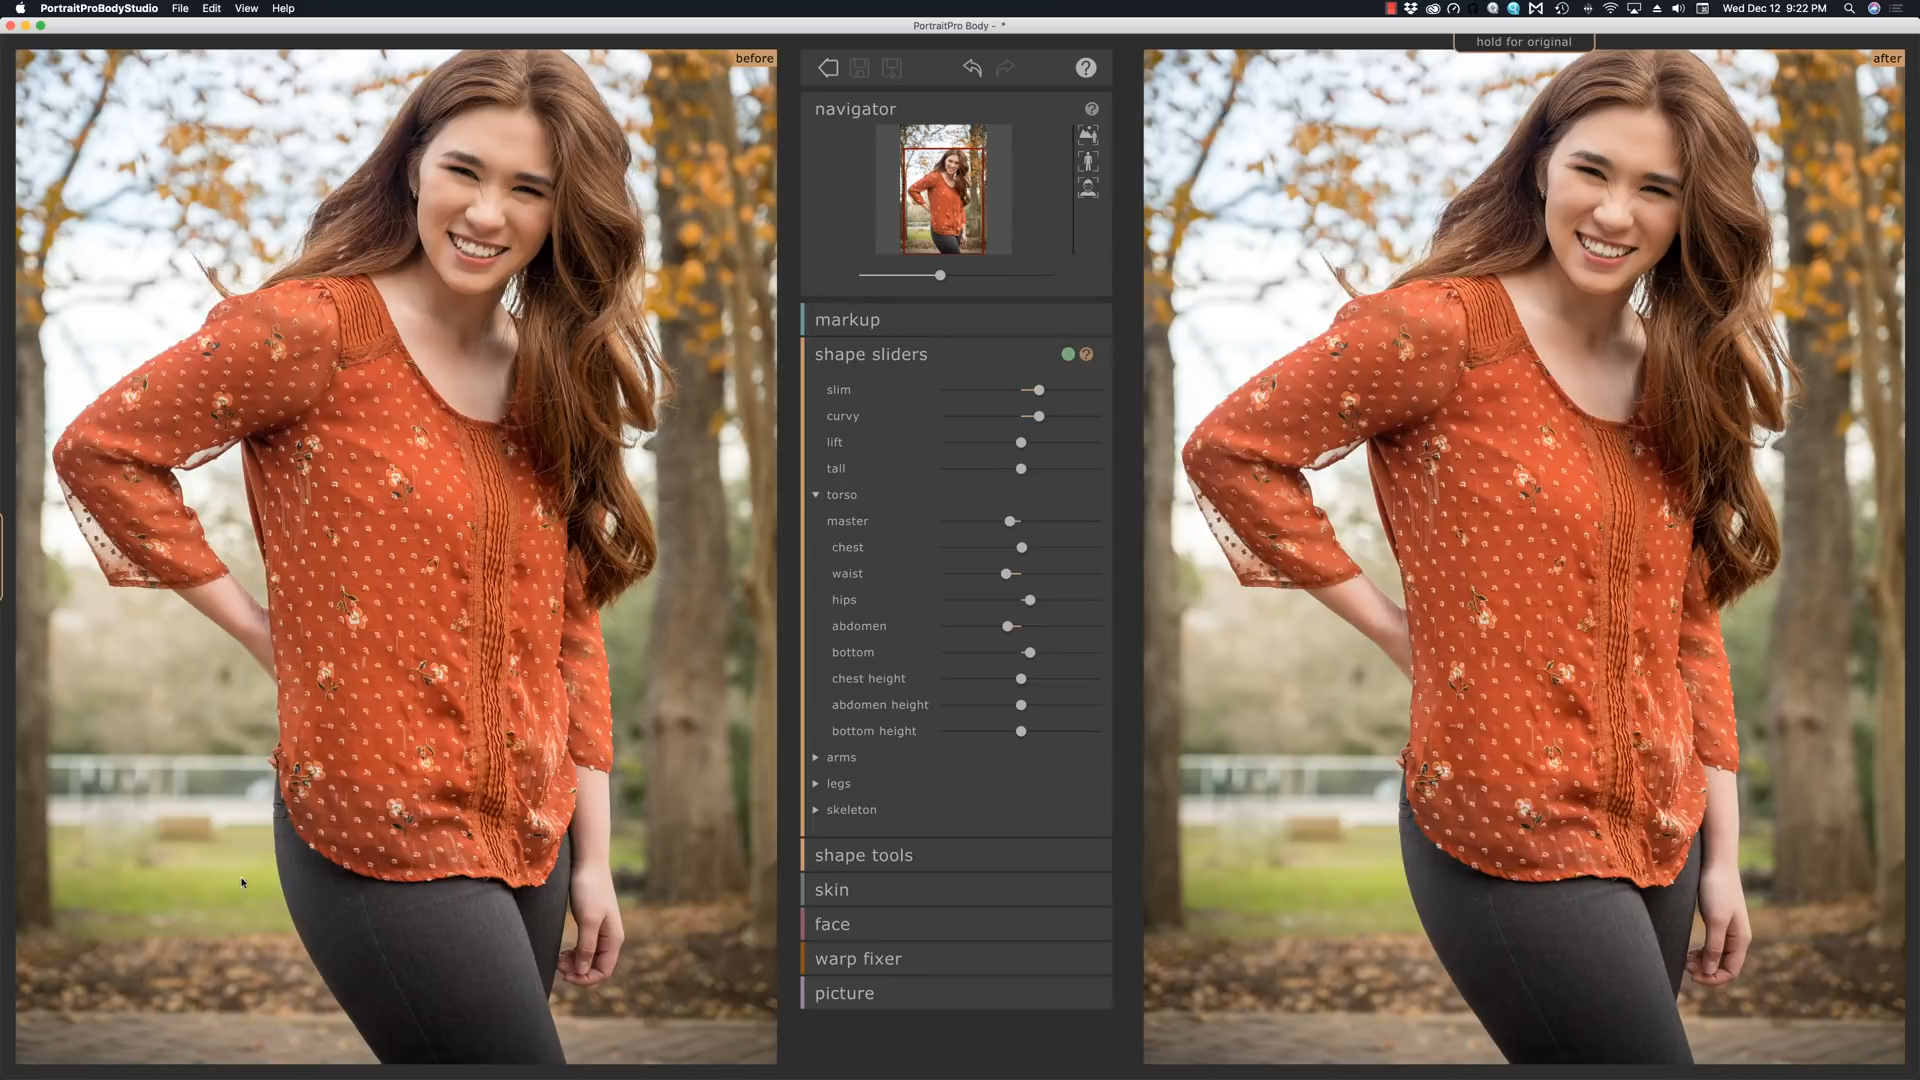 PortraitProBodyStudio File Edit View Help Wed Dec 12 9:22 PM
PortraitPro Body - *
hold for original
before
after
?
navigator ?
markup
shape sliders ?
slim
curvy
lift
tall
torso
master
chest
waist
hips
abdomen
bottom
chest height
abdomen height
bottom height
arms
legs
skeleton
shape tools
skin
face
warp fixer
picture